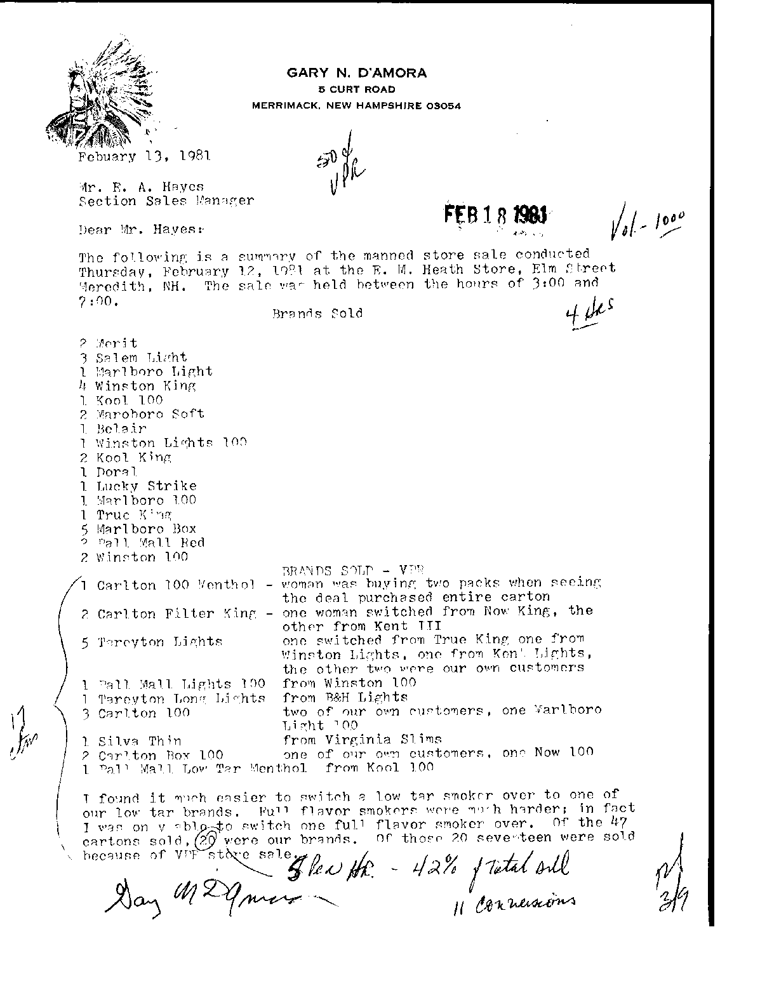 GARY N. D'AMORA
5 CURT ROAD
MERRIMACK, NEW HAMPSHIRE 03054
Febuary 13, 1981
50 of
VPR
Mr. E. A. Hayes
Section Sales Manager
FEB 18 1981
Vol - 1000
Dear Mr. Hayes:
The following is a summary of the manned store sale conducted
Thursday, February 12, 1981 at the E. M. Heath Store, Elm Street
Meredith, NH. The sale was held between the hours of 3:00 and
7:00.
4 Hrs
Brands Sold
2 Merit
3 Salem Light
1 Marlboro Light
4 Winston King
1 Kool 100
2 Maroboro Soft
1 Belair
1 Winston Lights 100
2 Kool King
1 Doral
1 Lucky Strike
1 Marlboro 100
1 True King
5 Marlboro Box
2 Pall Mall Red
2 Winston 100
BRANDS SOLD - VPR
1 Carlton 100 Menthol - woman was buying two packs when seeing
the deal purchased entire carton
2 Carlton Filter King - one woman switched from Now King, the
other from Kent III
5 Tareyton Lights one switched from True King one from
Winston Lights, one from Kent Lights,
the other two were our own customers
1 Pall Mall Lights 100 from Winston 100
1 Tareyton Long Lights from B&H Lights
3 Carlton 100 two of our own customers, one Marlboro
Light 100
17
1 Silva Thin from Virginia Slims
2 Carlton Box 100 one of our own customers, one Now 100
1 Pall Mall Low Tar Menthol from Kool 100
I found it much easier to switch a low tar smoker over to one of
our low tar brands. Full flavor smokers were much harder; in fact
I was only able to switch one full flavor smoker over. Of the 47
cartons sold, 20 were our brands. Of those 20 seventeen were sold
because of VPR store sale.
5 Per Hr. - 42% of Total Sell
Gary N D'Amora
11 Conversions
3/9